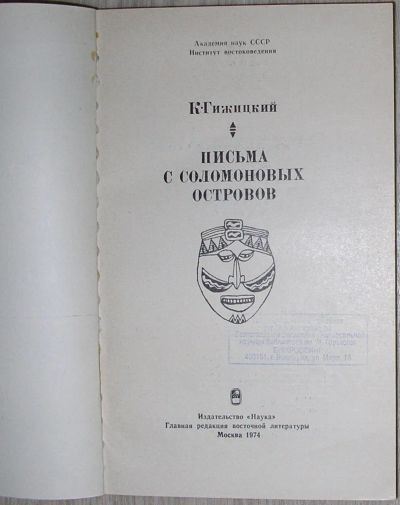 Академия наук СССР
Институт востоковедения
К·Гижицкий
ПИСЬМА
С СОЛОМОНОВЫХ
ОСТРОВОВ
Издательство «Наука»
Главная редакция восточной литературы
Москва 1974